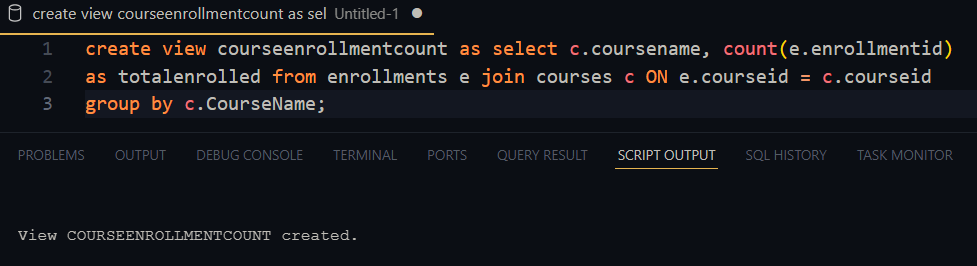 create view courseenrollmentcount as sel Untitled-1
1 create view courseenrollmentcount as select c.coursename, count(e.enrollmentid)
2 as totalenrolled from enrollments e join courses c ON e.courseid = c.courseid
3 group by c.CourseName;
PROBLEMS OUTPUT DEBUG CONSOLE TERMINAL PORTS QUERY RESULT SCRIPT OUTPUT SQL HISTORY TASK MONITOR
View COURSEENROLLMENTCOUNT created.